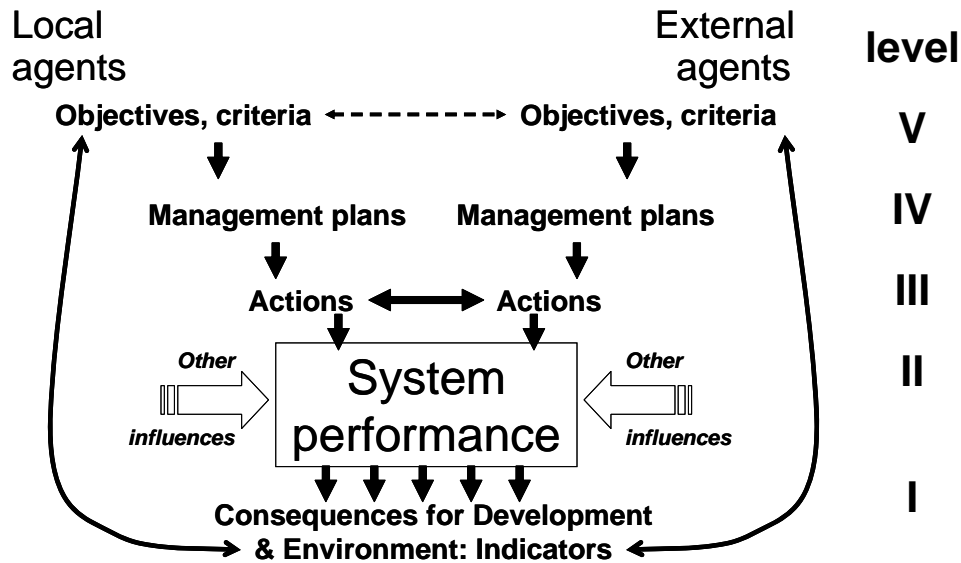 Local
agents
External
agents
level
Objectives, criteria
Objectives, criteria
V
Management plans
Management plans
IV
Actions
Actions
III
Other
influences
System
performance
Other
influences
II
Consequences for Development
& Environment: Indicators
I